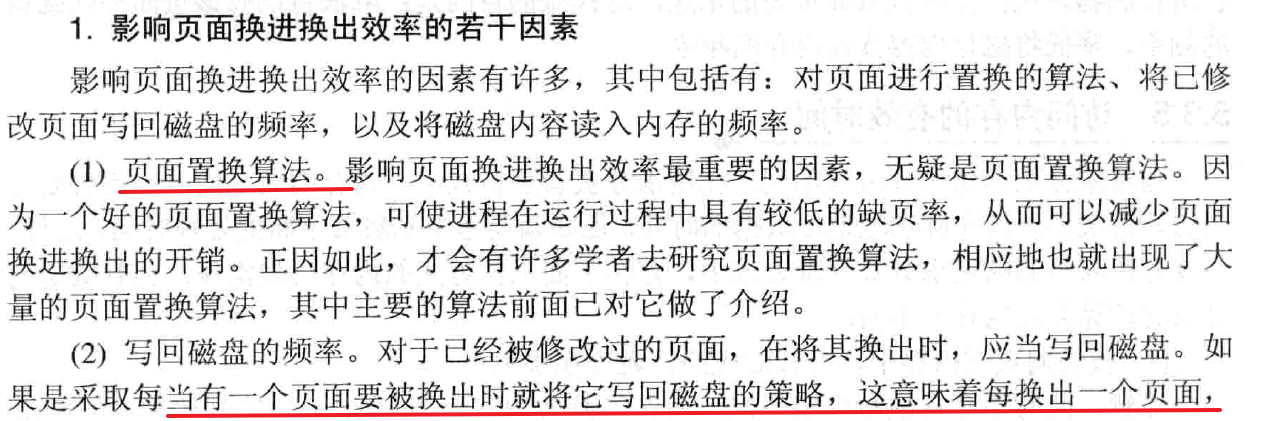 1. 影响页面换进换出效率的若干因素
影响页面换进换出效率的因素有许多，其中包括有：对页面进行置换的算法、将已修
改页面写回磁盘的频率，以及将磁盘内容读入内存的频率。
(1) 页面置换算法。影响页面换进换出效率最重要的因素，无疑是页面置换算法。因
为一个好的页面置换算法，可使进程在运行过程中具有较低的缺页率，从而可以减少页面
换进换出的开销。正因如此，才会有许多学者去研究页面置换算法，相应地也就出现了大
量的页面置换算法，其中主要的算法前面已对它做了介绍。
(2) 写回磁盘的频率。对于已经被修改过的页面，在将其换出时，应当写回磁盘。如
果是采取每当有一个页面要被换出时就将它写回磁盘的策略，这意味着每换出一个页面，